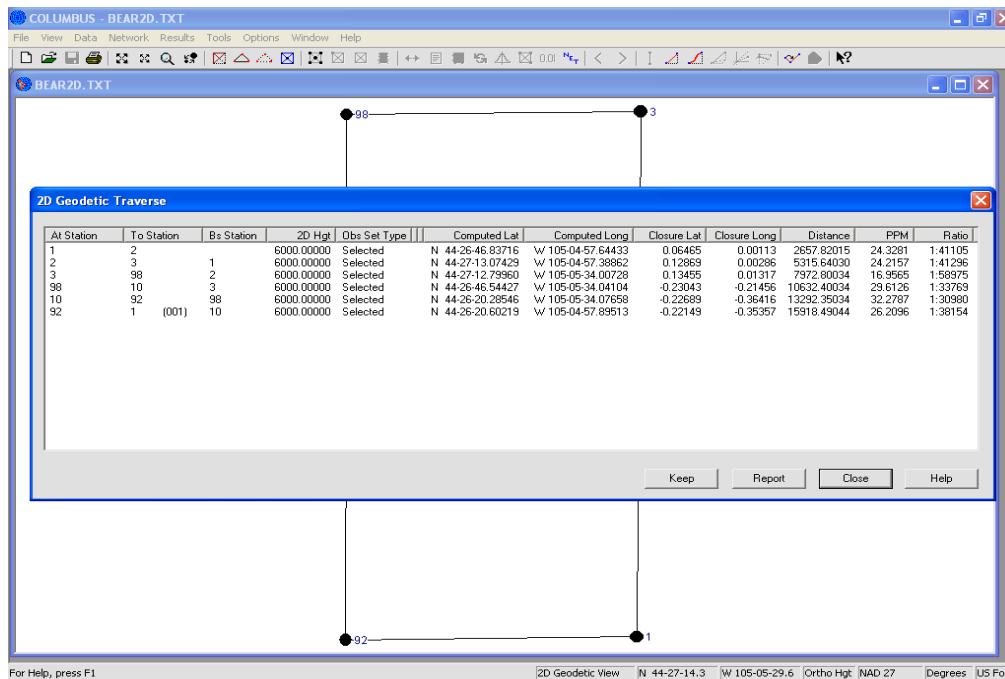 COLUMBUS - BEAR2D.TXT
File View Data Network Results Tools Options Window Help
0.01
BEAR2D.TXT
98 3
2D Geodetic Traverse
At Station To Station Bs Station 2D Hgt Obs Set Type Computed Lat Computed Long Closure Lat Closure Long Distance PPM Ratio
1 2 6000.00000 Selected N 44-26-46.83716 W 105-04-57.64433 0.06465 0.00113 2657.82015 24.3281 1:41105
2 3 1 6000.00000 Selected N 44-27-13.07429 W 105-04-57.38862 0.12869 0.00286 5315.64030 24.2157 1:41296
3 98 2 6000.00000 Selected N 44-27-12.79960 W 105-05-34.00728 0.13455 0.01317 7972.80034 16.9565 1:58975
98 10 3 6000.00000 Selected N 44-26-46.54427 W 105-05-34.04104 -0.23043 -0.21456 10632.40034 29.6126 1:33769
10 92 98 6000.00000 Selected N 44-26-20.28546 W 105-05-34.07658 -0.22689 -0.36416 13292.35034 32.2787 1:30980
92 1 (001) 10 6000.00000 Selected N 44-26-20.60219 W 105-04-57.89513 -0.22149 -0.35357 15918.49044 26.2096 1:38154
Keep Report Close Help
92 1
For Help, press F1 2D Geodetic View N 44-27-14.3 W 105-05-29.6 Ortho Hgt NAD 27 Degrees US Fo